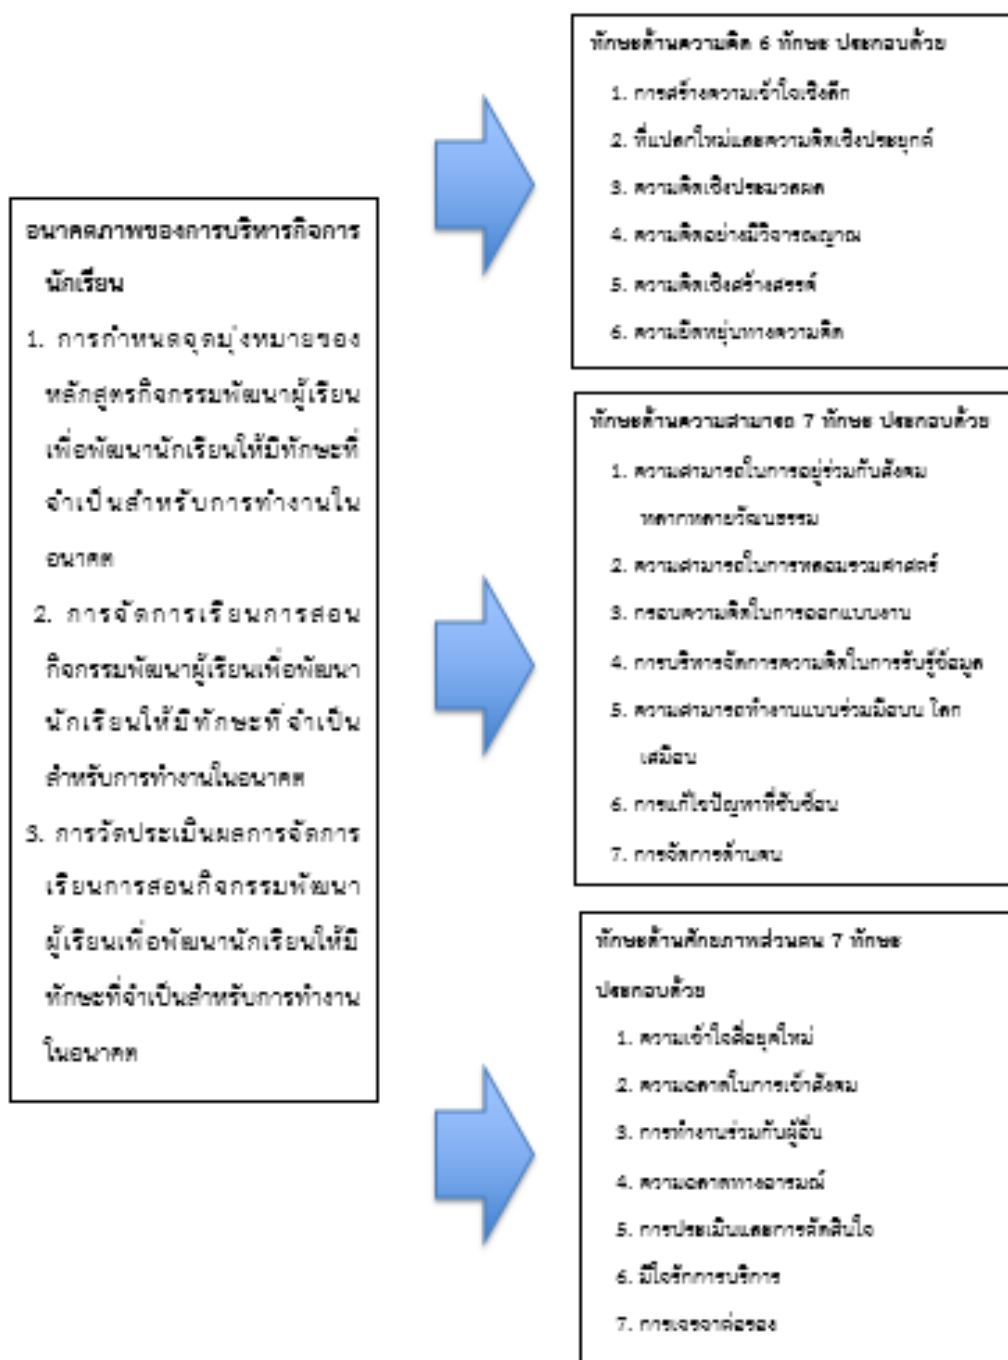 อนาคตภาพของการบริหารกิจการ
นักเรียน
1. การกำหนดจุดมุ่งหมายของ
หลักสูตรกิจกรรมพัฒนาผู้เรียน
เพื่อพัฒนานักเรียนให้มีทักษะที่
จำเป็นสำหรับการทำงานใน
อนาคต
2. การจัดการเรียนการสอน
กิจกรรมพัฒนาผู้เรียนเพื่อพัฒนา
นักเรียนให้มีทักษะที่จำเป็น
สำหรับการทำงานในอนาคต
3. การวัดประเมินผลการจัดการ
เรียนการสอนกิจกรรมพัฒนา
ผู้เรียนเพื่อพัฒนานักเรียนให้มี
ทักษะที่จำเป็นสำหรับการทำงาน
ในอนาคต
ทักษะด้านความคิด 6 ทักษะ ประกอบด้วย
1. การสร้างความเข้าใจเชิงลึก
2. ที่แปลกใหม่และความคิดเชิงประยุกต์
3. ความคิดเชิงประมวลผล
4. ความคิดอย่างมีวิจารณญาณ
5. ความคิดเชิงสร้างสรรค์
6. ความยืดหยุ่นทางความคิด
ทักษะด้านความสามารถ 7 ทักษะ ประกอบด้วย
1. ความสามารถในการอยู่ร่วมกับสังคม
หลากหลายวัฒนธรรม
2. ความสามารถในการหลอมรวมศาสตร์
3. กรอบความคิดในการออกแบบงาน
4. การบริหารจัดการความคิดในการรับรู้ข้อมูล
5. ความสามารถทำงานแบบร่วมมือบน โลก
เสมือน
6. การแก้ไขปัญหาที่ซับซ้อน
7. การจัดการด้านคน
ทักษะด้านศักยภาพส่วนตน 7 ทักษะ
ประกอบด้วย
1. ความเข้าใจสื่อยุคใหม่
2. ความฉลาดในการเข้าสังคม
3. การทำงานร่วมกับผู้อื่น
4. ความฉลาดทางอารมณ์
5. การประเมินและการตัดสินใจ
6. มีใจรักการบริการ
7. การเจรจาต่อรอง